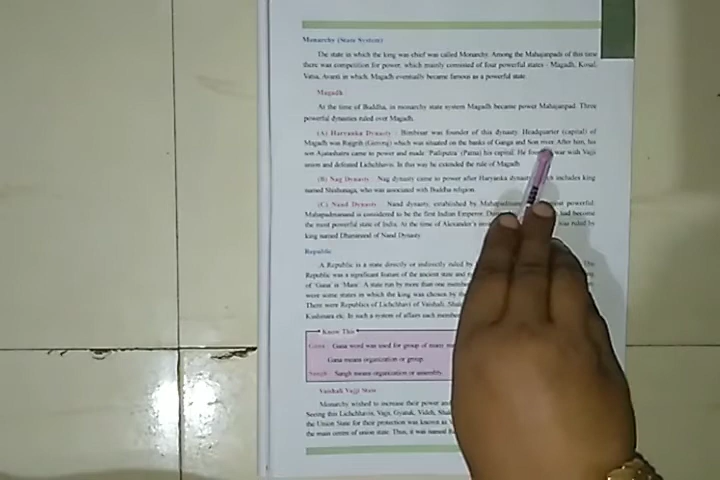 Monarchy (State System)
The state in which the king was chief was called Monarchy. Among the Mahajanpads of this time
there was competition for power, which mainly consisted of four powerful states - Magadh, Kosal,
Vatsa, Avanti in which Magadh eventually became famous as a powerful state.
Magadh
At the time of Buddha, in monarchy state system Magadh became power Mahajanpad. Three
powerful dynasties ruled over Magadh.
(A) Haryanka Dynasty : Bimbisar was founder of this dynasty. Headquarter (capital) of
Magadh was Rajgrih which was situated on the banks of Ganga and Son river. After him, his
son Ajatashatru came to power and made 'Patliputra' (Patna) his capital. He war with Vajji
union and defeated Lichchhavis. In this way he extended the rule of Magadh.
(B) Nag Dynasty : Nag dynasty came to power after Haryanka dynasty includes king
named Shishunaga, who was associated with Buddha religion.
(C) Nand Dynasty : Nand dynasty, established by powerful.
Mahapadmanand is considered to be the first Indian Emperor. had become
the most powerful state of India. At the time of Alexander's was ruled by
king named Dhananand of Nand Dynasty
Republic
A Republic is a state directly or indirectly ruled by
Republic was a significant feature of the ancient state and
of 'Gana' is 'Many'. A state run by more than one
were some states in which the king was chosen by
There were Republics of Lichchhavi of Vaishali,
Kushinara etc. In such a system of affairs each
Know This
Gana : Gana word was used for group of many
Gana means organization or group.
Sangh : Sangh means organization or assembly.
Vaishali Vajji State
Monarchy wished to increase their power and
Seeing this Lichchhavis, Vajji, Gyatuk, Videh,
the Union State for their protection was known as
the main centre of union state. Thus, it was named